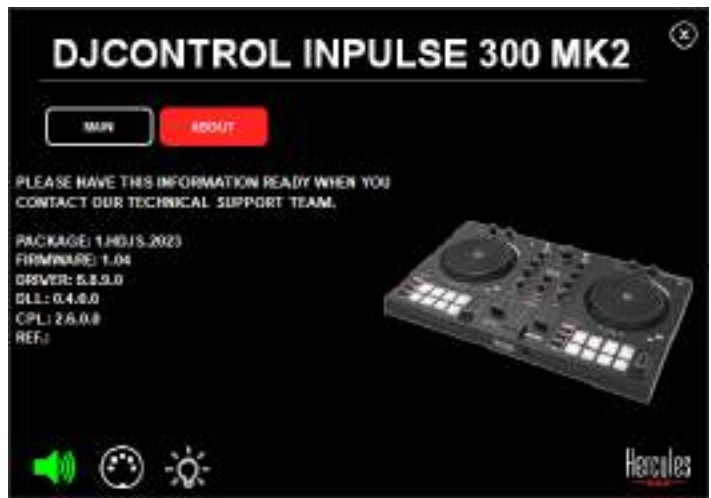 DJCONTROL INPULSE 300 MK2
MAIN
ABOUT
PLEASE HAVE THIS INFORMATION READY WHEN YOU
CONTACT OUR TECHNICAL SUPPORT TEAM.
PACKAGE: 1.HDJS.2023
FIRMWARE: 1.04
DRIVER: 5.8.9.0
DLL: 0.4.0.0
CPL: 2.6.0.0
REF.:
Hercules